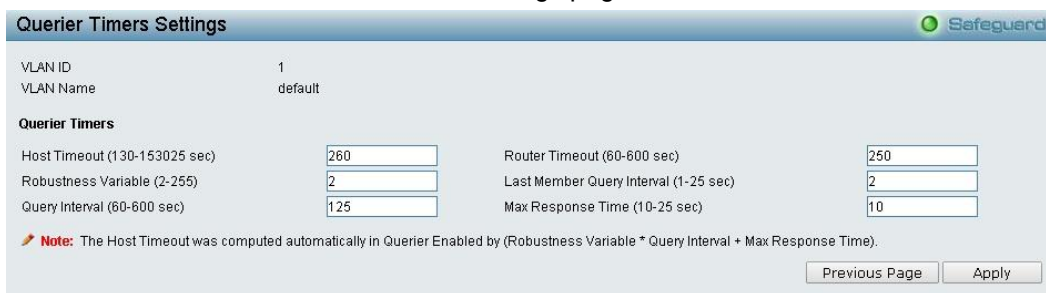 Querier Timers Settings Safeguard
VLAN ID 1
VLAN Name default
Querier Timers
Host Timeout (130-153025 sec) 260 Router Timeout (60-600 sec) 250
Robustness Variable (2-255) 2 Last Member Query Interval (1-25 sec) 2
Query Interval (60-600 sec) 125 Max Response Time (10-25 sec) 10
Note: The Host Timeout was computed automatically in Querier Enabled by (Robustness Variable * Query Interval + Max Response Time).
Previous Page Apply